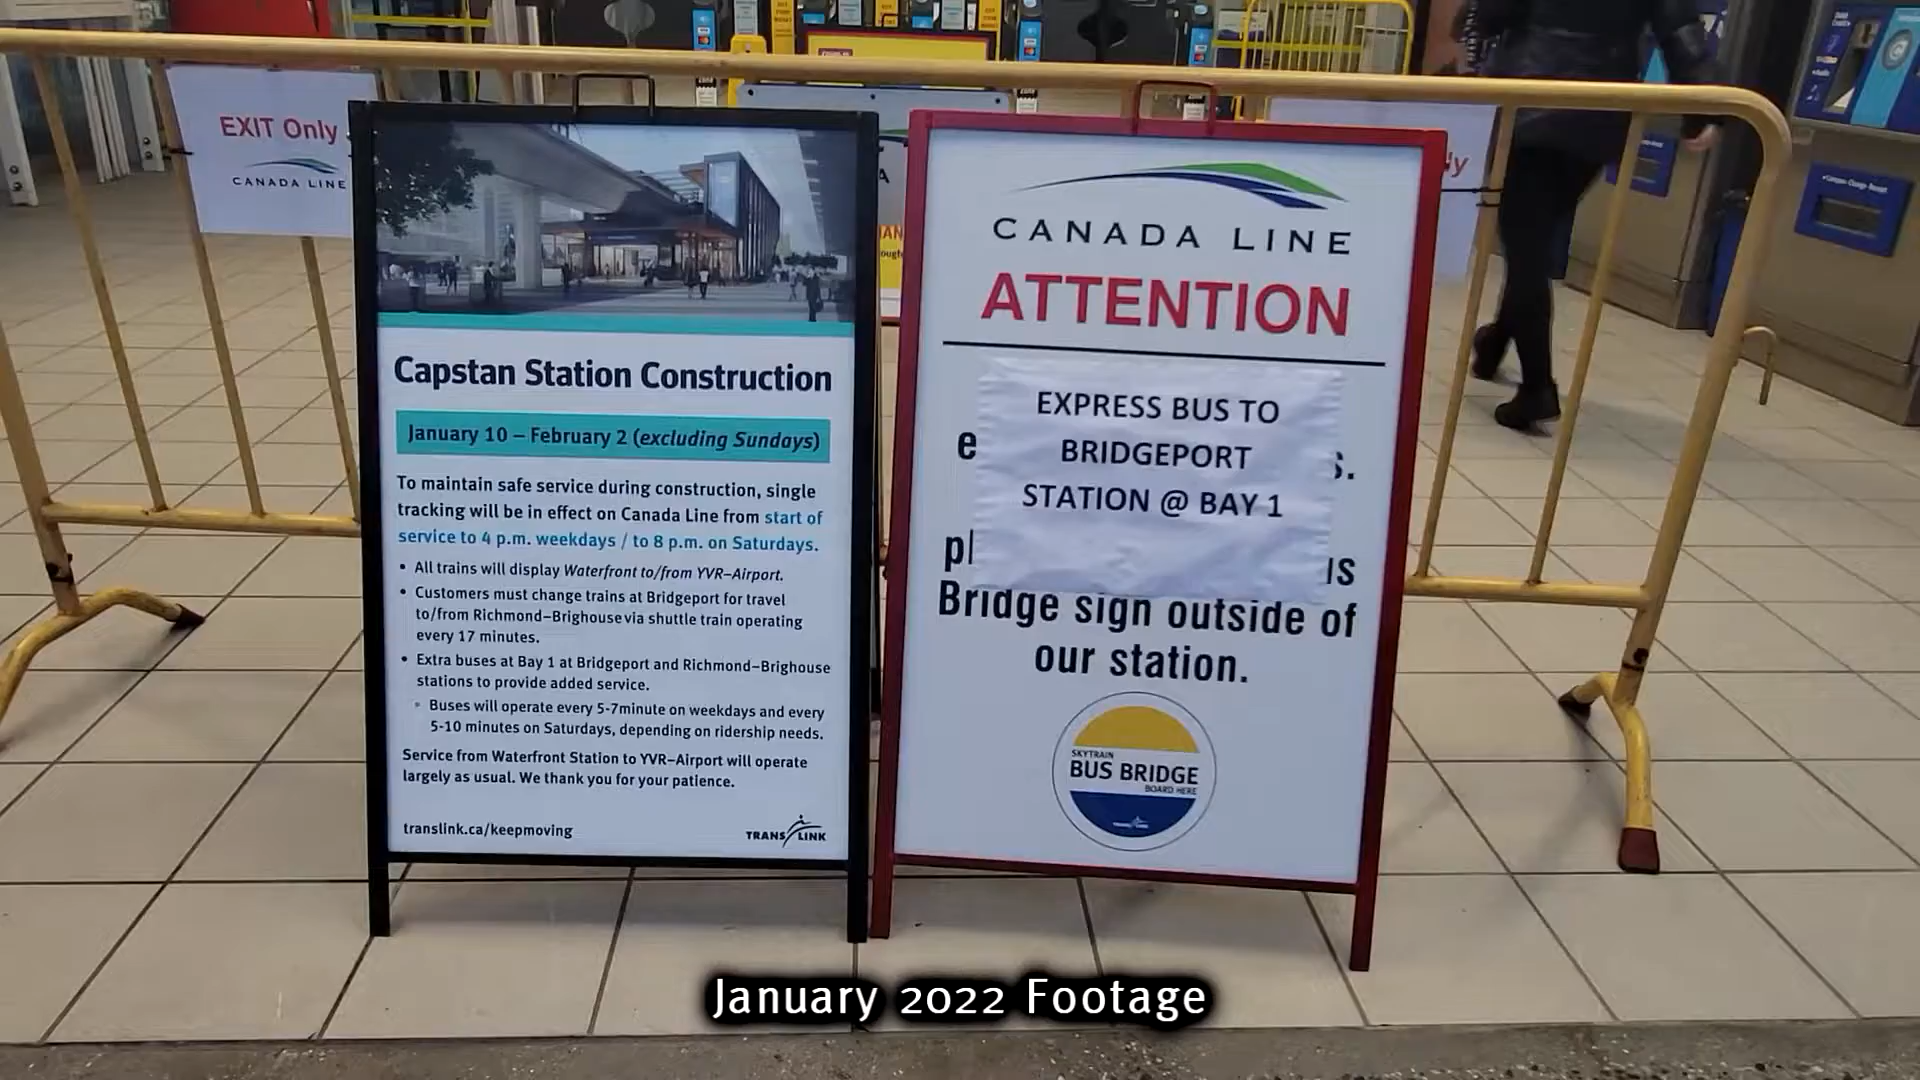 EXIT Only
CANADA LINE
Capstan Station Construction
January 10 – February 2 (excluding Sundays)
To maintain safe service during construction, single
tracking will be in effect on Canada Line from start of
service to 4 p.m. weekdays / to 8 p.m. on Saturdays.
• All trains will display Waterfront to/from YVR–Airport.
• Customers must change trains at Bridgeport for travel
to/from Richmond–Brighouse via shuttle train operating
every 17 minutes.
• Extra buses at Bay 1 at Bridgeport and Richmond–Brighouse
stations to provide added service.
◦ Buses will operate every 5-7minute on weekdays and every
5-10 minutes on Saturdays, depending on ridership needs.
Service from Waterfront Station to YVR–Airport will operate
largely as usual. We thank you for your patience.
translink.ca/keepmoving
TRANS LINK
CANADA LINE
ATTENTION
EXPRESS BUS TO
BRIDGEPORT
STATION @ BAY 1
Bridge sign outside of
our station.
SKYTRAIN
BUS BRIDGE
BOARD HERE
January 2022 Footage